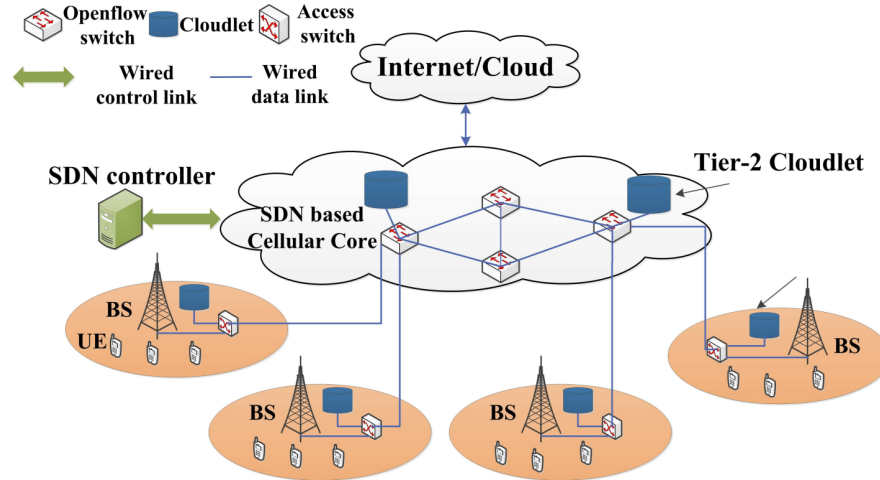 Openflow
switch
Cloudlet
Access
switch
Wired
control link
Wired
data link
Internet/Cloud
Tier-2 Cloudlet
SDN controller
SDN based
Cellular Core
BS
UE
BS
BS
BS